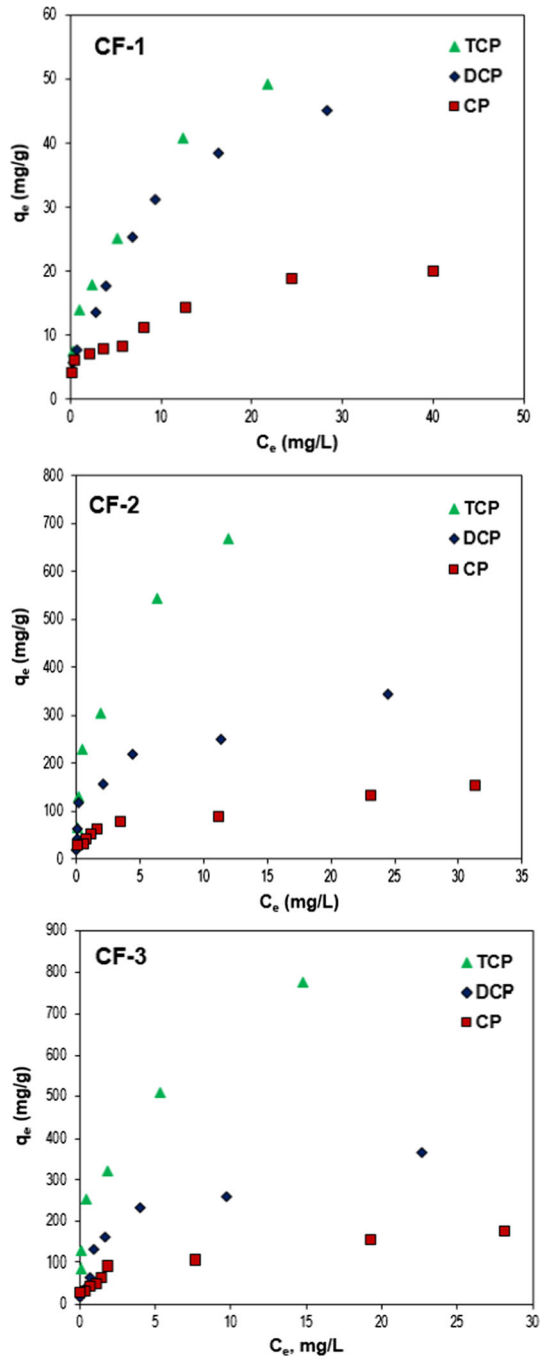 CF-1
TCP
DCP
CP
60
50
40
30
20
10
0
qe (mg/g)
0 10 20 30 40 50
Ce (mg/L)
CF-2
TCP
DCP
CP
800
700
600
500
400
300
200
100
0
qe (mg/g)
0 5 10 15 20 25 30 35
Ce (mg/L)
CF-3
TCP
DCP
CP
900
800
700
600
500
400
300
200
100
0
qe (mg/g)
0 5 10 15 20 25 30
Ce, mg/L